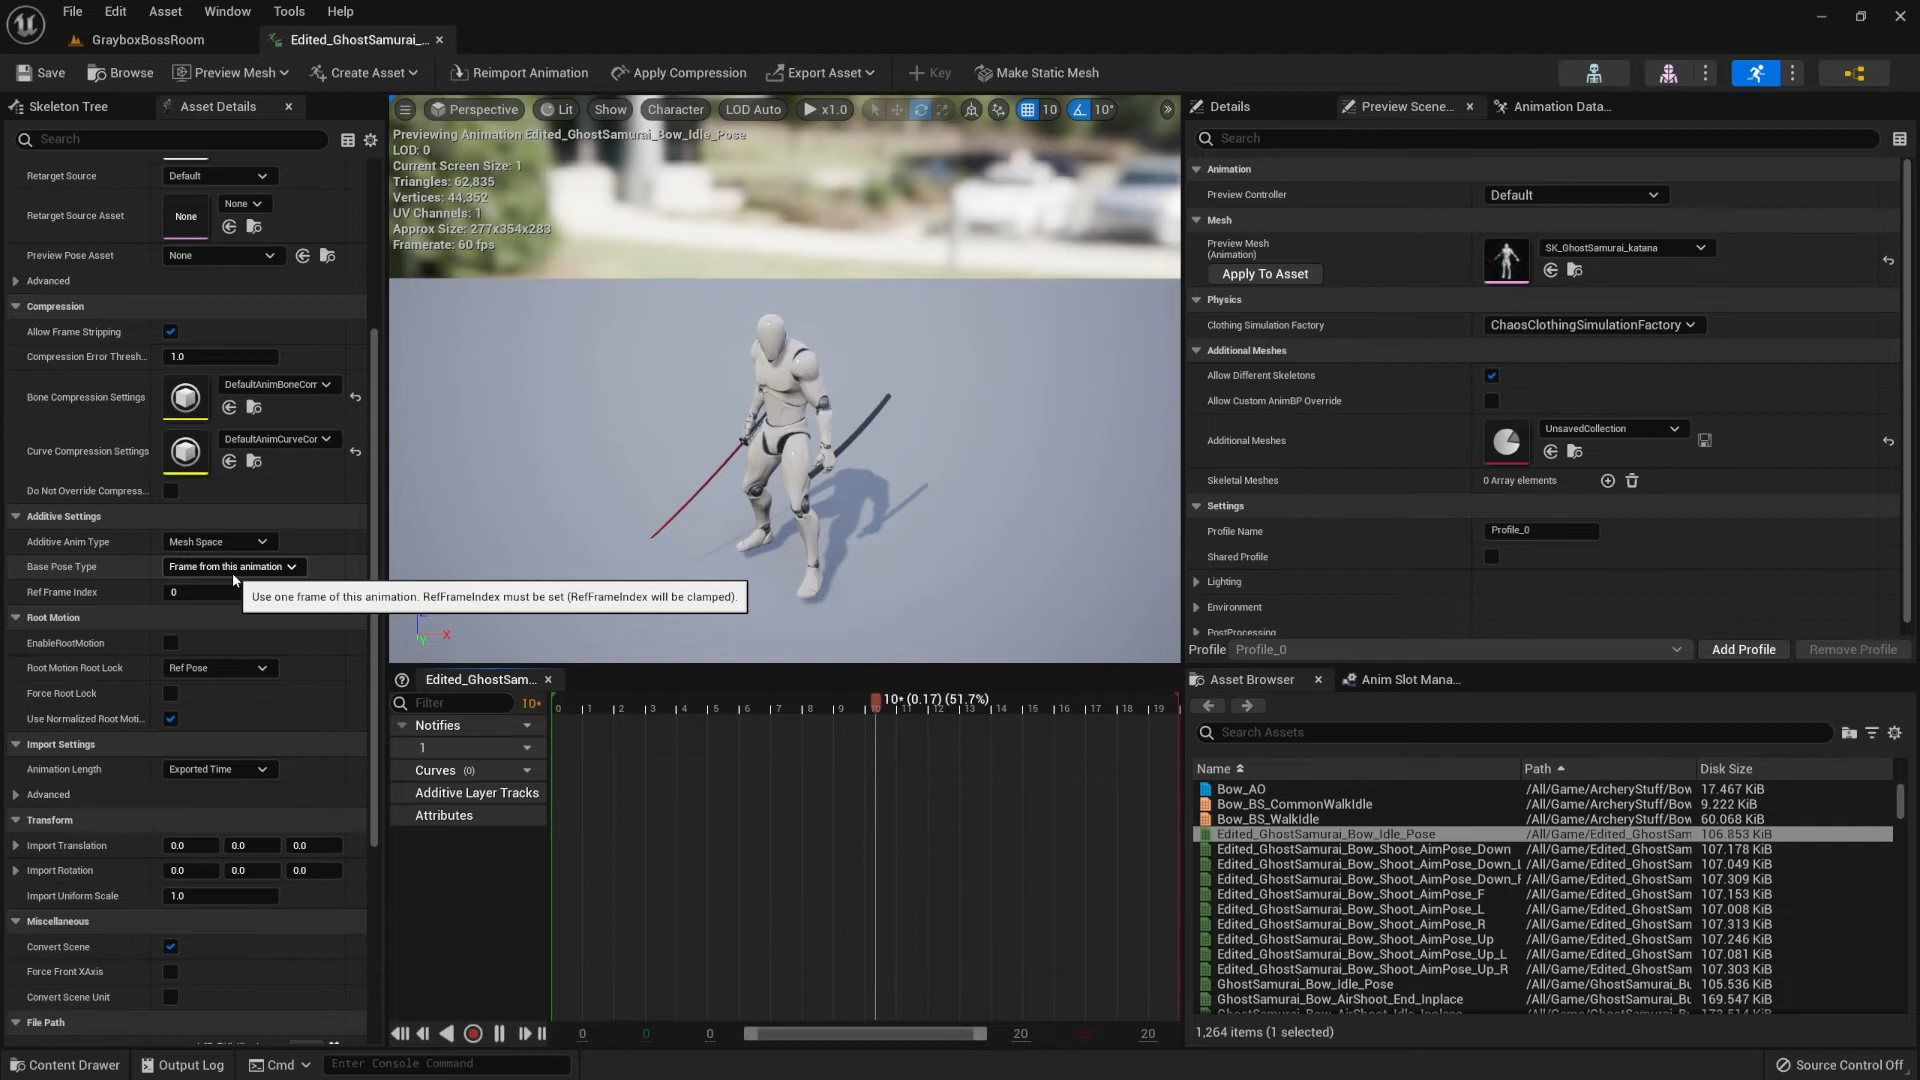 File Edit Asset Window Tools Help
GrayboxBossRoom
Edited_GhostSamurai_...
Save Browse Preview Mesh Create Asset Reimport Animation Apply Compression Export Asset Key Make Static Mesh
Skeleton Tree Asset Details
Search
Retarget Source Default
Retarget Source Asset None None
Preview Pose Asset None
Advanced
Compression
Allow Frame Stripping
Compression Error Thresh... 1.0
Bone Compression Settings DefaultAnimBoneCom
Curve Compression Settings DefaultAnimCurveCor
Do Not Override Compress...
Additive Settings
Additive Anim Type Mesh Space
Base Pose Type Frame from this animation
Ref Frame Index 0
Use one frame of this animation. RefFrameIndex must be set (RefFrameIndex will be clamped).
Root Motion
EnableRootMotion
Root Motion Root Lock Ref Pose
Force Root Lock
Use Normalized Root Moti...
Import Settings
Animation Length Exported Time
Advanced
Transform
Import Translation 0.0 0.0 0.0
Import Rotation 0.0 0.0 0.0
Import Uniform Scale 1.0
Miscellaneous
Convert Scene
Force Front XAxis
Convert Scene Unit
File Path
Perspective Lit Show Character LOD Auto x1.0 10 10°
Previewing Animation Edited_GhostSamurai_Bow_Idle_Pose
LOD: 0
Current Screen Size: 1
Triangles: 62,835
Vertices: 44,352
UV Channels: 1
Approx Size: 277x354x283
Framerate: 60 fps
X
Y
Edited_GhostSam...
Filter 10*
10* (0.17) (51.7%)
0 1 2 3 4 5 6 7 8 9 10 11 12 13 14 15 16 17 18 19
Notifies
1
Curves (0)
Additive Layer Tracks
Attributes
0 0 0 20 20
Details Preview Scene... Animation Data...
Search
Animation
Preview Controller Default
Mesh
Preview Mesh
(Animation)
SK_GhostSamurai_katana
Apply To Asset
Physics
Clothing Simulation Factory ChaosClothingSimulationFactory
Additional Meshes
Allow Different Skeletons
Allow Custom AnimBP Override
Additional Meshes UnsavedCollection
Skeletal Meshes 0 Array elements
Settings
Profile Name Profile_0
Shared Profile
Lighting
Environment
PostProcessing
Profile Profile_0 Add Profile Remove Profile
Asset Browser Anim Slot Mana...
Search Assets
Name Path Disk Size
Bow_AO /All/Game/ArcheryStuff/Bow 17.467 KiB
Bow_BS_CommonWalkIdle /All/Game/ArcheryStuff/Bow 9.222 KiB
Bow_BS_WalkIdle /All/Game/ArcheryStuff/Bow 60.068 KiB
Edited_GhostSamurai_Bow_Idle_Pose /All/Game/Edited_GhostSam 106.853 KiB
Edited_GhostSamurai_Bow_Shoot_AimPose_Down /All/Game/Edited_GhostSam 107.178 KiB
Edited_GhostSamurai_Bow_Shoot_AimPose_Down_L /All/Game/Edited_GhostSam 107.049 KiB
Edited_GhostSamurai_Bow_Shoot_AimPose_Down_F /All/Game/Edited_GhostSam 107.309 KiB
Edited_GhostSamurai_Bow_Shoot_AimPose_F /All/Game/Edited_GhostSam 107.153 KiB
Edited_GhostSamurai_Bow_Shoot_AimPose_L /All/Game/Edited_GhostSam 107.008 KiB
Edited_GhostSamurai_Bow_Shoot_AimPose_R /All/Game/Edited_GhostSam 107.313 KiB
Edited_GhostSamurai_Bow_Shoot_AimPose_Up /All/Game/Edited_GhostSam 107.246 KiB
Edited_GhostSamurai_Bow_Shoot_AimPose_Up_L /All/Game/Edited_GhostSam 107.081 KiB
Edited_GhostSamurai_Bow_Shoot_AimPose_Up_R /All/Game/Edited_GhostSam 107.303 KiB
GhostSamurai_Bow_Idle_Pose /All/Game/GhostSamurai_Bu 105.536 KiB
GhostSamurai_Bow_AirShoot_End_Inplace /All/Game/GhostSamurai_Bu 169.547 KiB
1,264 items (1 selected)
Content Drawer Output Log Cmd Enter Console Command Source Control Off